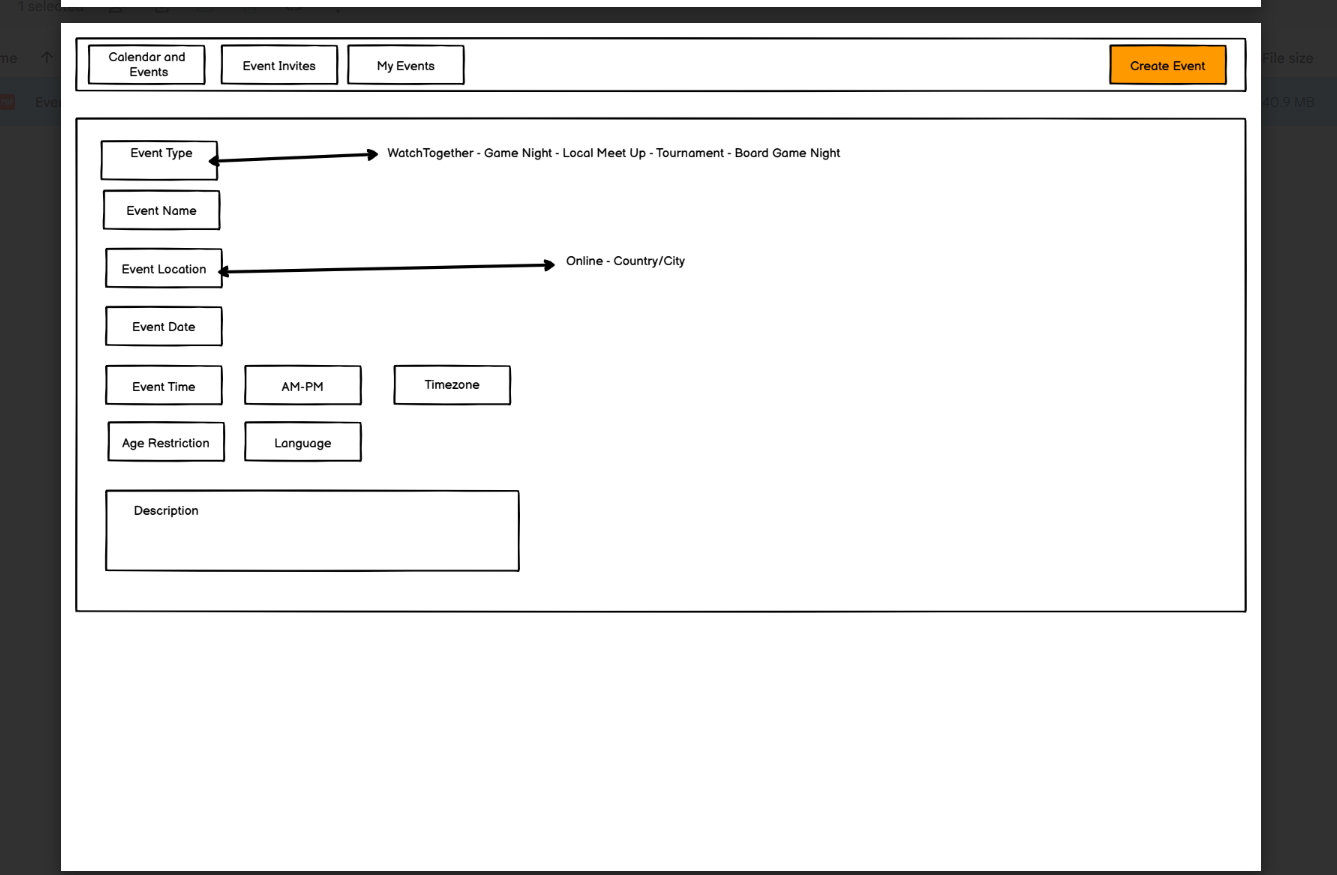 1 selected
me
File size
Eve
40.9 MB
Calendar and
Events
Event Invites
My Events
Create Event
Event Type
WatchTogether - Game Night - Local Meet Up - Tournament - Board Game Night
Event Name
Event Location
Online - Country/City
Event Date
Event Time
AM-PM
Timezone
Age Restriction
Language
Description